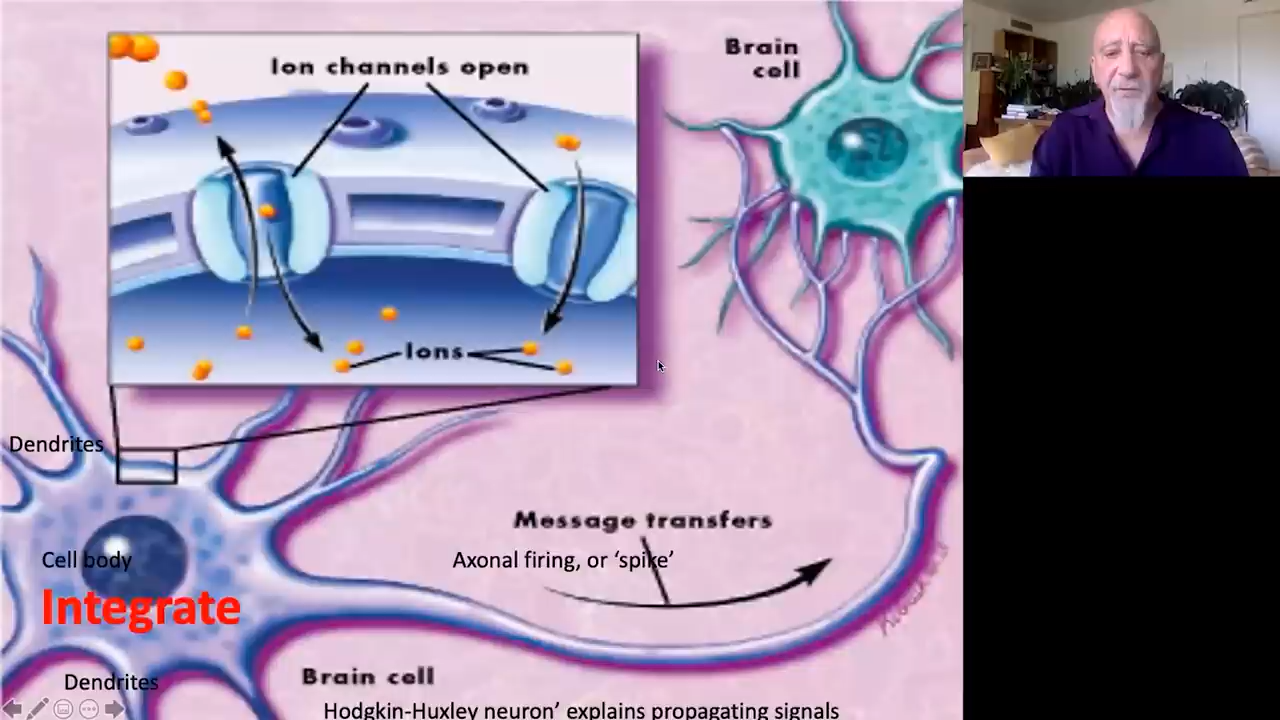 Ion channels open
Brain
cell
Ions
Dendrites
Message transfers
Cell body
Axonal firing, or ‘spike’
Integrate
Brain cell
Dendrites
Hodgkin-Huxley neuron’ explains propagating signals